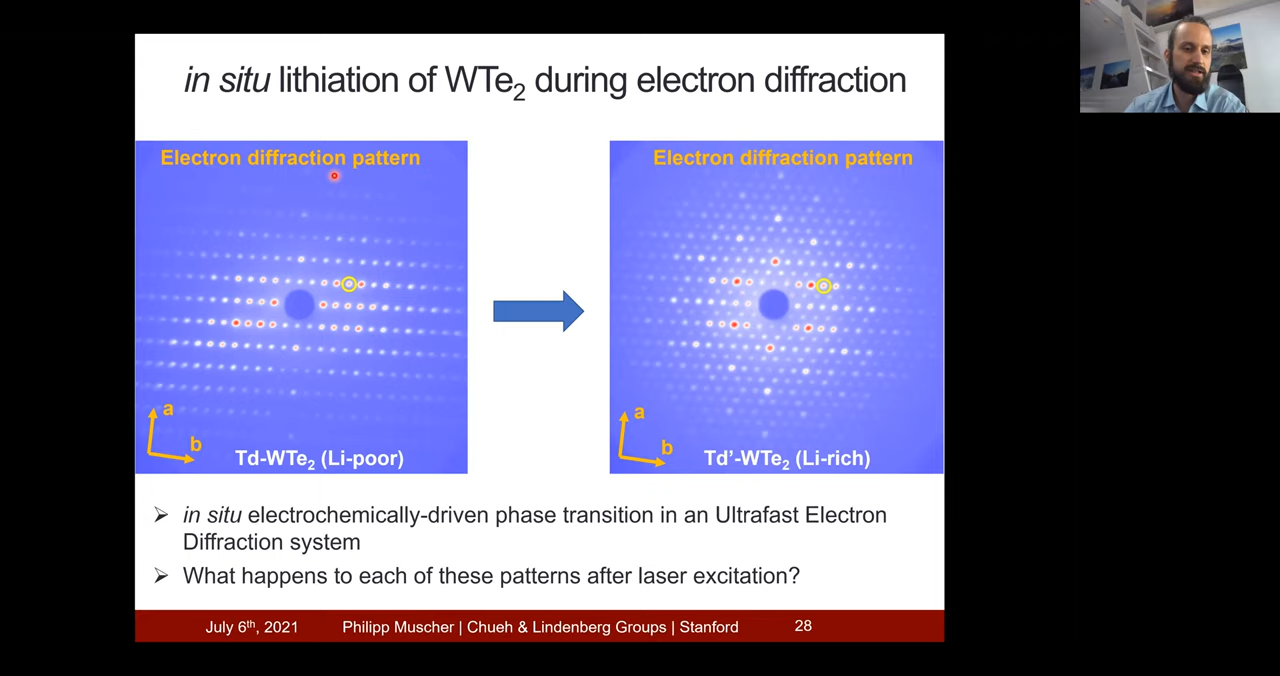 in situ lithiation of WTe₂ during electron diffraction
Electron diffraction pattern
a
b
Td-WTe₂ (Li-poor)
Electron diffraction pattern
a
b
Td’-WTe₂ (Li-rich)
➢ in situ electrochemically-driven phase transition in an Ultrafast Electron
Diffraction system
➢ What happens to each of these patterns after laser excitation?
July 6th, 2021 Philipp Muscher | Chueh & Lindenberg Groups | Stanford 28